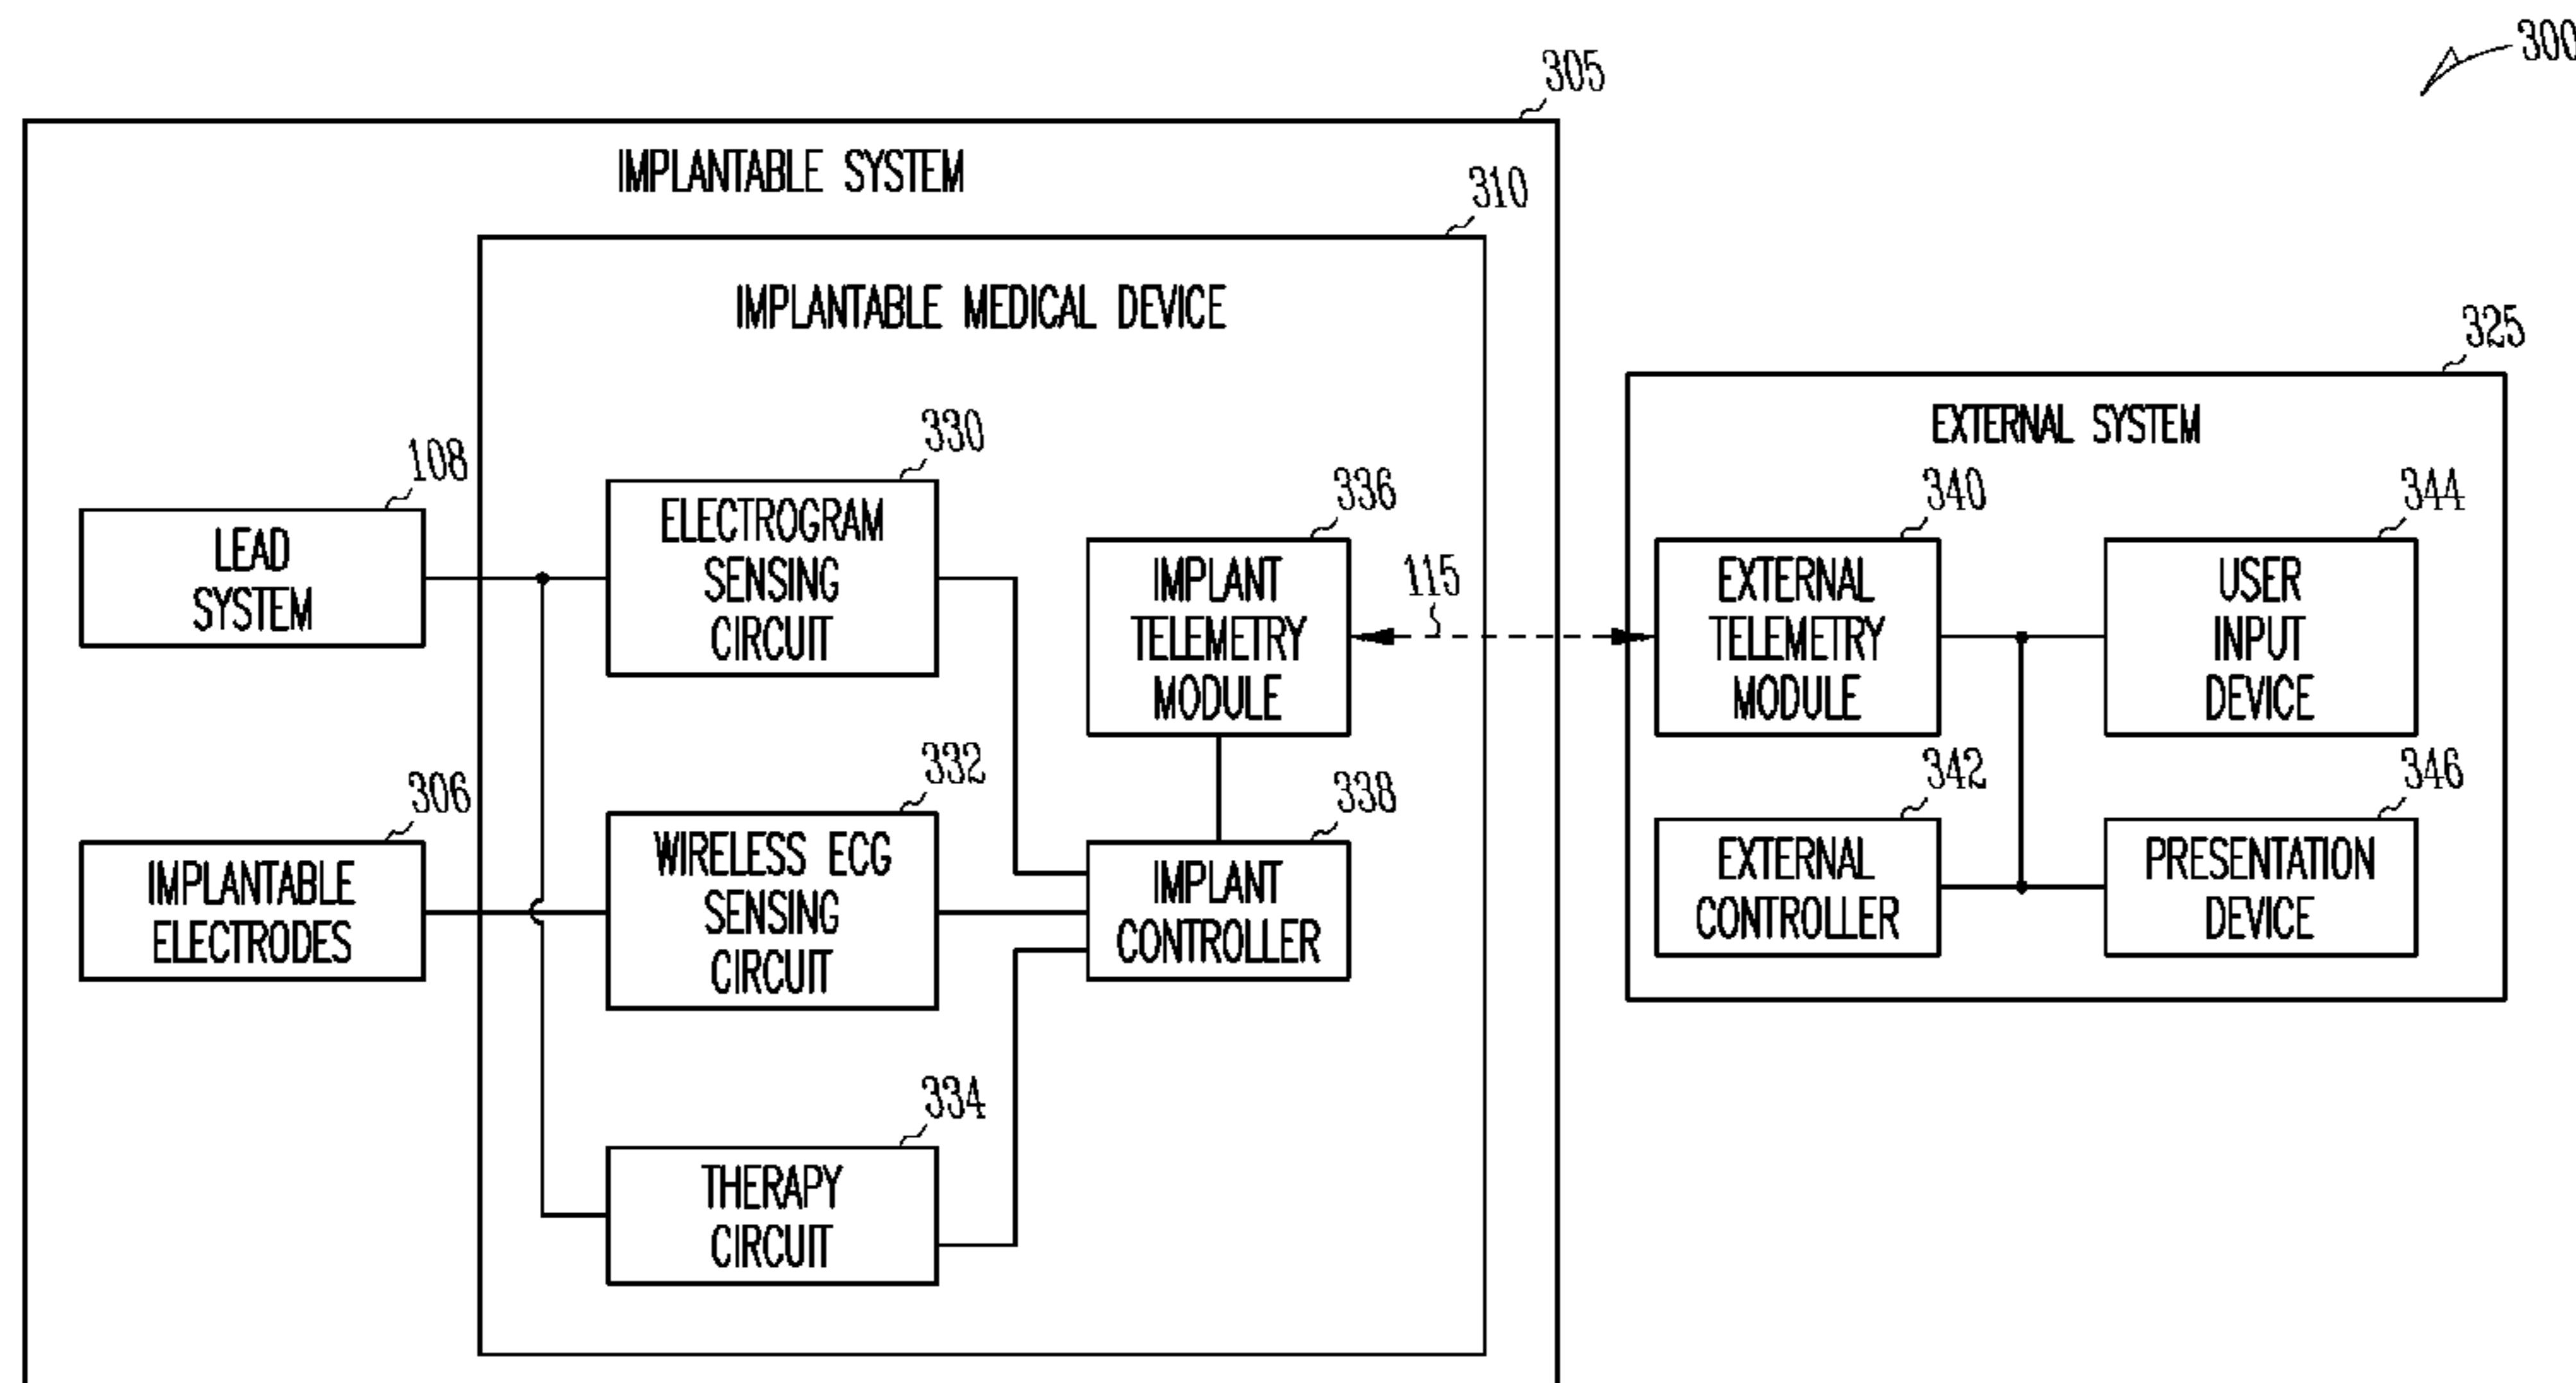 300
305
IMPLANTABLE SYSTEM
310
IMPLANTABLE MEDICAL DEVICE
108
LEAD
SYSTEM
306
IMPLANTABLE
ELECTRODES
330
ELECTROGRAM
SENSING
CIRCUIT
332
WIRELESS ECG
SENSING
CIRCUIT
334
THERAPY
CIRCUIT
336
IMPLANT
TELEMETRY
MODULE
338
IMPLANT
CONTROLLER
115
325
EXTERNAL SYSTEM
340
EXTERNAL
TELEMETRY
MODULE
344
USER
INPUT
DEVICE
342
EXTERNAL
CONTROLLER
346
PRESENTATION
DEVICE